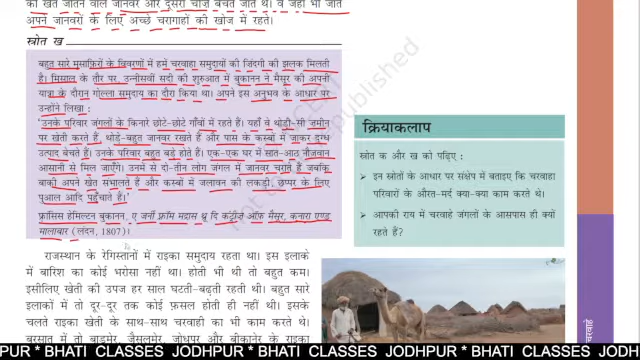 को खेत जोतने वाले जानवर और दूसरी चीज़ें बेचते जाते थे। वे जहाँ भी जाते
अपने जानवरों के लिए अच्छे चरागाहों की खोज में रहते।
स्रोत ख
बहुत सारे मुसाफ़िरों के विवरणों में हमें चरवाहा समुदायों की ज़िंदगी की झलक मिलती
है। मिसाल के तौर पर, उन्नीसवीं सदी की शुरुआत में बुकानन ने मैसूर की अपनी
यात्रा के दौरान गोल्ला समुदाय का दौरा किया था। अपने इस अनुभव के आधार पर
उन्होंने लिखा :
'उनके परिवार जंगलों के किनारे छोटे-छोटे गाँवों में रहते हैं। यहाँ वे थोड़ी-सी ज़मीन
पर खेती करते हैं, थोड़े-बहुत जानवर रखते हैं और पास के कस्बों में जाकर दुग्ध
उत्पाद बेचते हैं। उनके परिवार बहुत बड़े होते हैं। एक-एक घर में सात-आठ नौजवान
आसानी से मिल जाएँगे। उनमें से दो-तीन लोग जंगल में जानवर चराते हैं जबकि
बाकी अपने खेत संभालते हैं और कस्बों में जलावन की लकड़ी, छप्पर के लिए
पुआल आदि पहुँचाते हैं।'
फ़्रांसिस हैमिल्टन बुकानन, ए जर्नी फ़्रॉम मद्रास थ्रू दि कंट्रीज़ ऑफ मैसूर, कनारा एण्ड
मालाबार (लंदन, 1807)।
राजस्थान के रेगिस्तानों में राइका समुदाय रहता था। इस इलाके
में बारिश का कोई भरोसा नहीं था। होती भी थी तो बहुत कम।
इसीलिए खेती की उपज हर साल घटती-बढ़ती रहती थी। बहुत सारे
इलाकों में तो दूर-दूर तक कोई फ़सल होती ही नहीं थी। इसके
चलते राइका खेती के साथ-साथ चरवाही का भी काम करते थे।
बरसात में तो बाड़मेर, जैसलमेर, जोधपुर और बीकानेर के राइका
क्रियाकलाप
स्रोत क और ख को पढ़िए :
इन स्रोतों के आधार पर संक्षेप में बताइए कि चरवाहा
परिवारों के औरत-मर्द क्या-क्या काम करते थे।
आपकी राय में चरवाहे जंगलों के आसपास ही क्यों
रहते हैं?
चरवाहे
PUR * BHATI CLASSES JODHPUR * BHATI CLASSES JODHPUR * BHATI CLASSES JODHPUR * BHATI